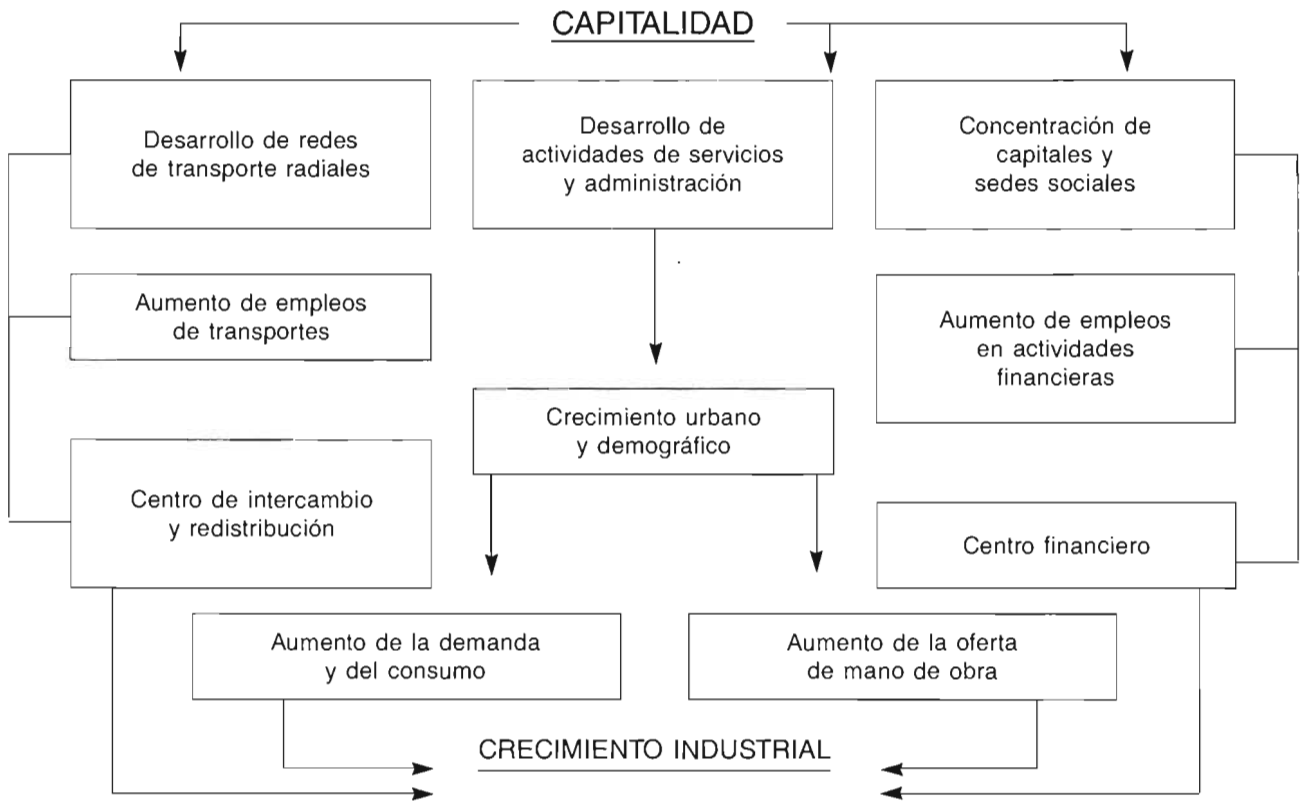 CAPITALIDAD
Desarrollo de redes
de transporte radiales
Desarrollo de
actividades de servicios
y administración
Concentración de
capitales y
sedes sociales
Aumento de empleos
de transportes
Aumento de empleos
en actividades
financieras
Crecimiento urbano
y demográfico
Centro de intercambio
y redistribución
Centro financiero
Aumento de la demanda
y del consumo
Aumento de la oferta
de mano de obra
CRECIMIENTO INDUSTRIAL